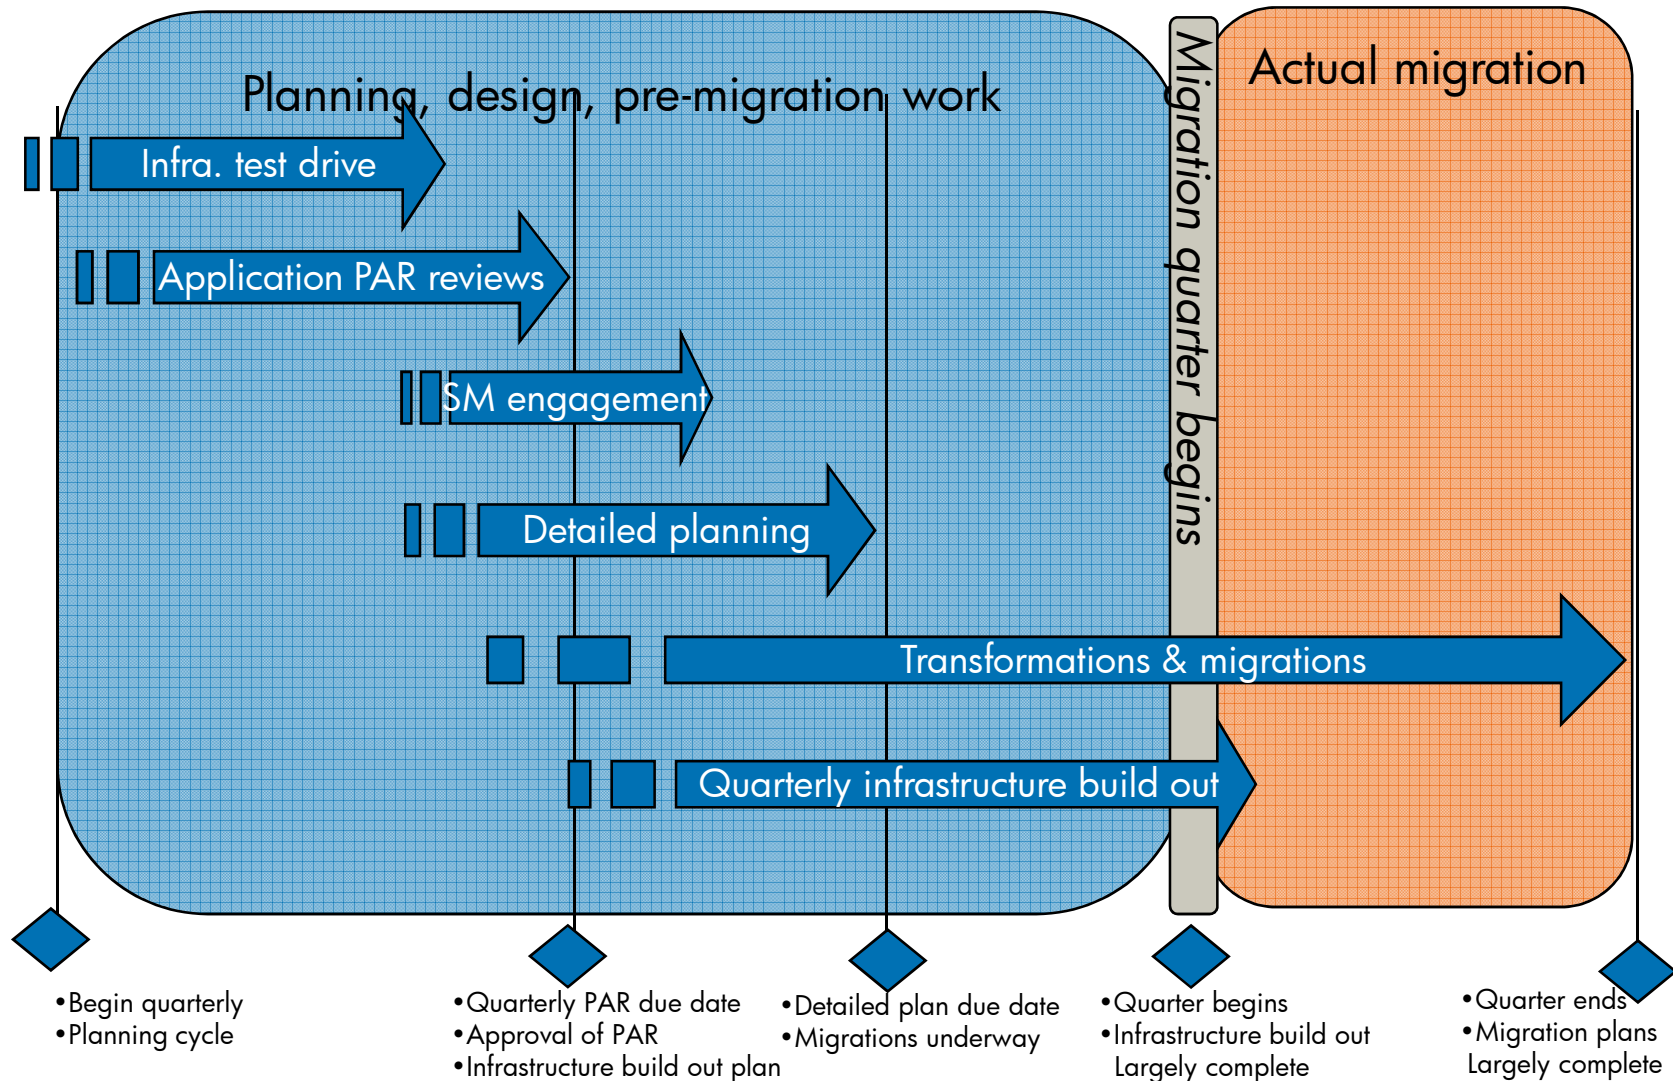 Planning, design, pre-migration work
Actual migration
Migration quarter begins
Infra. test drive
Application PAR reviews
SM engagement
Detailed planning
Transformations & migrations
Quarterly infrastructure build out
•Begin quarterly
•Planning cycle
•Quarterly PAR due date
•Approval of PAR
•Infrastructure build out plan
•Detailed plan due date
•Migrations underway
•Quarter begins
•Infrastructure build out
Largely complete
•Quarter ends
•Migration plans
Largely complete